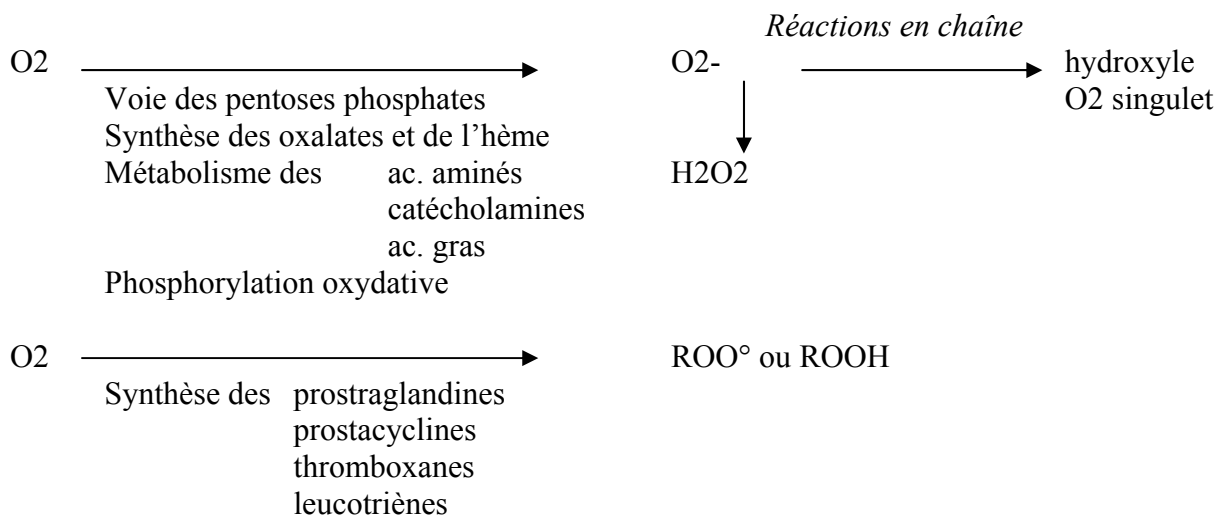 Réactions en chaîne
O2 O2- hydroxyle
Voie des pentoses phosphates O2 singulet
Synthèse des oxalates et de l'hème
Métabolisme des ac. aminés H2O2
catécholamines
ac. gras
Phosphorylation oxydative
O2 ROO° ou ROOH
Synthèse des prostraglandines
prostacyclines
thromboxanes
leucotriènes